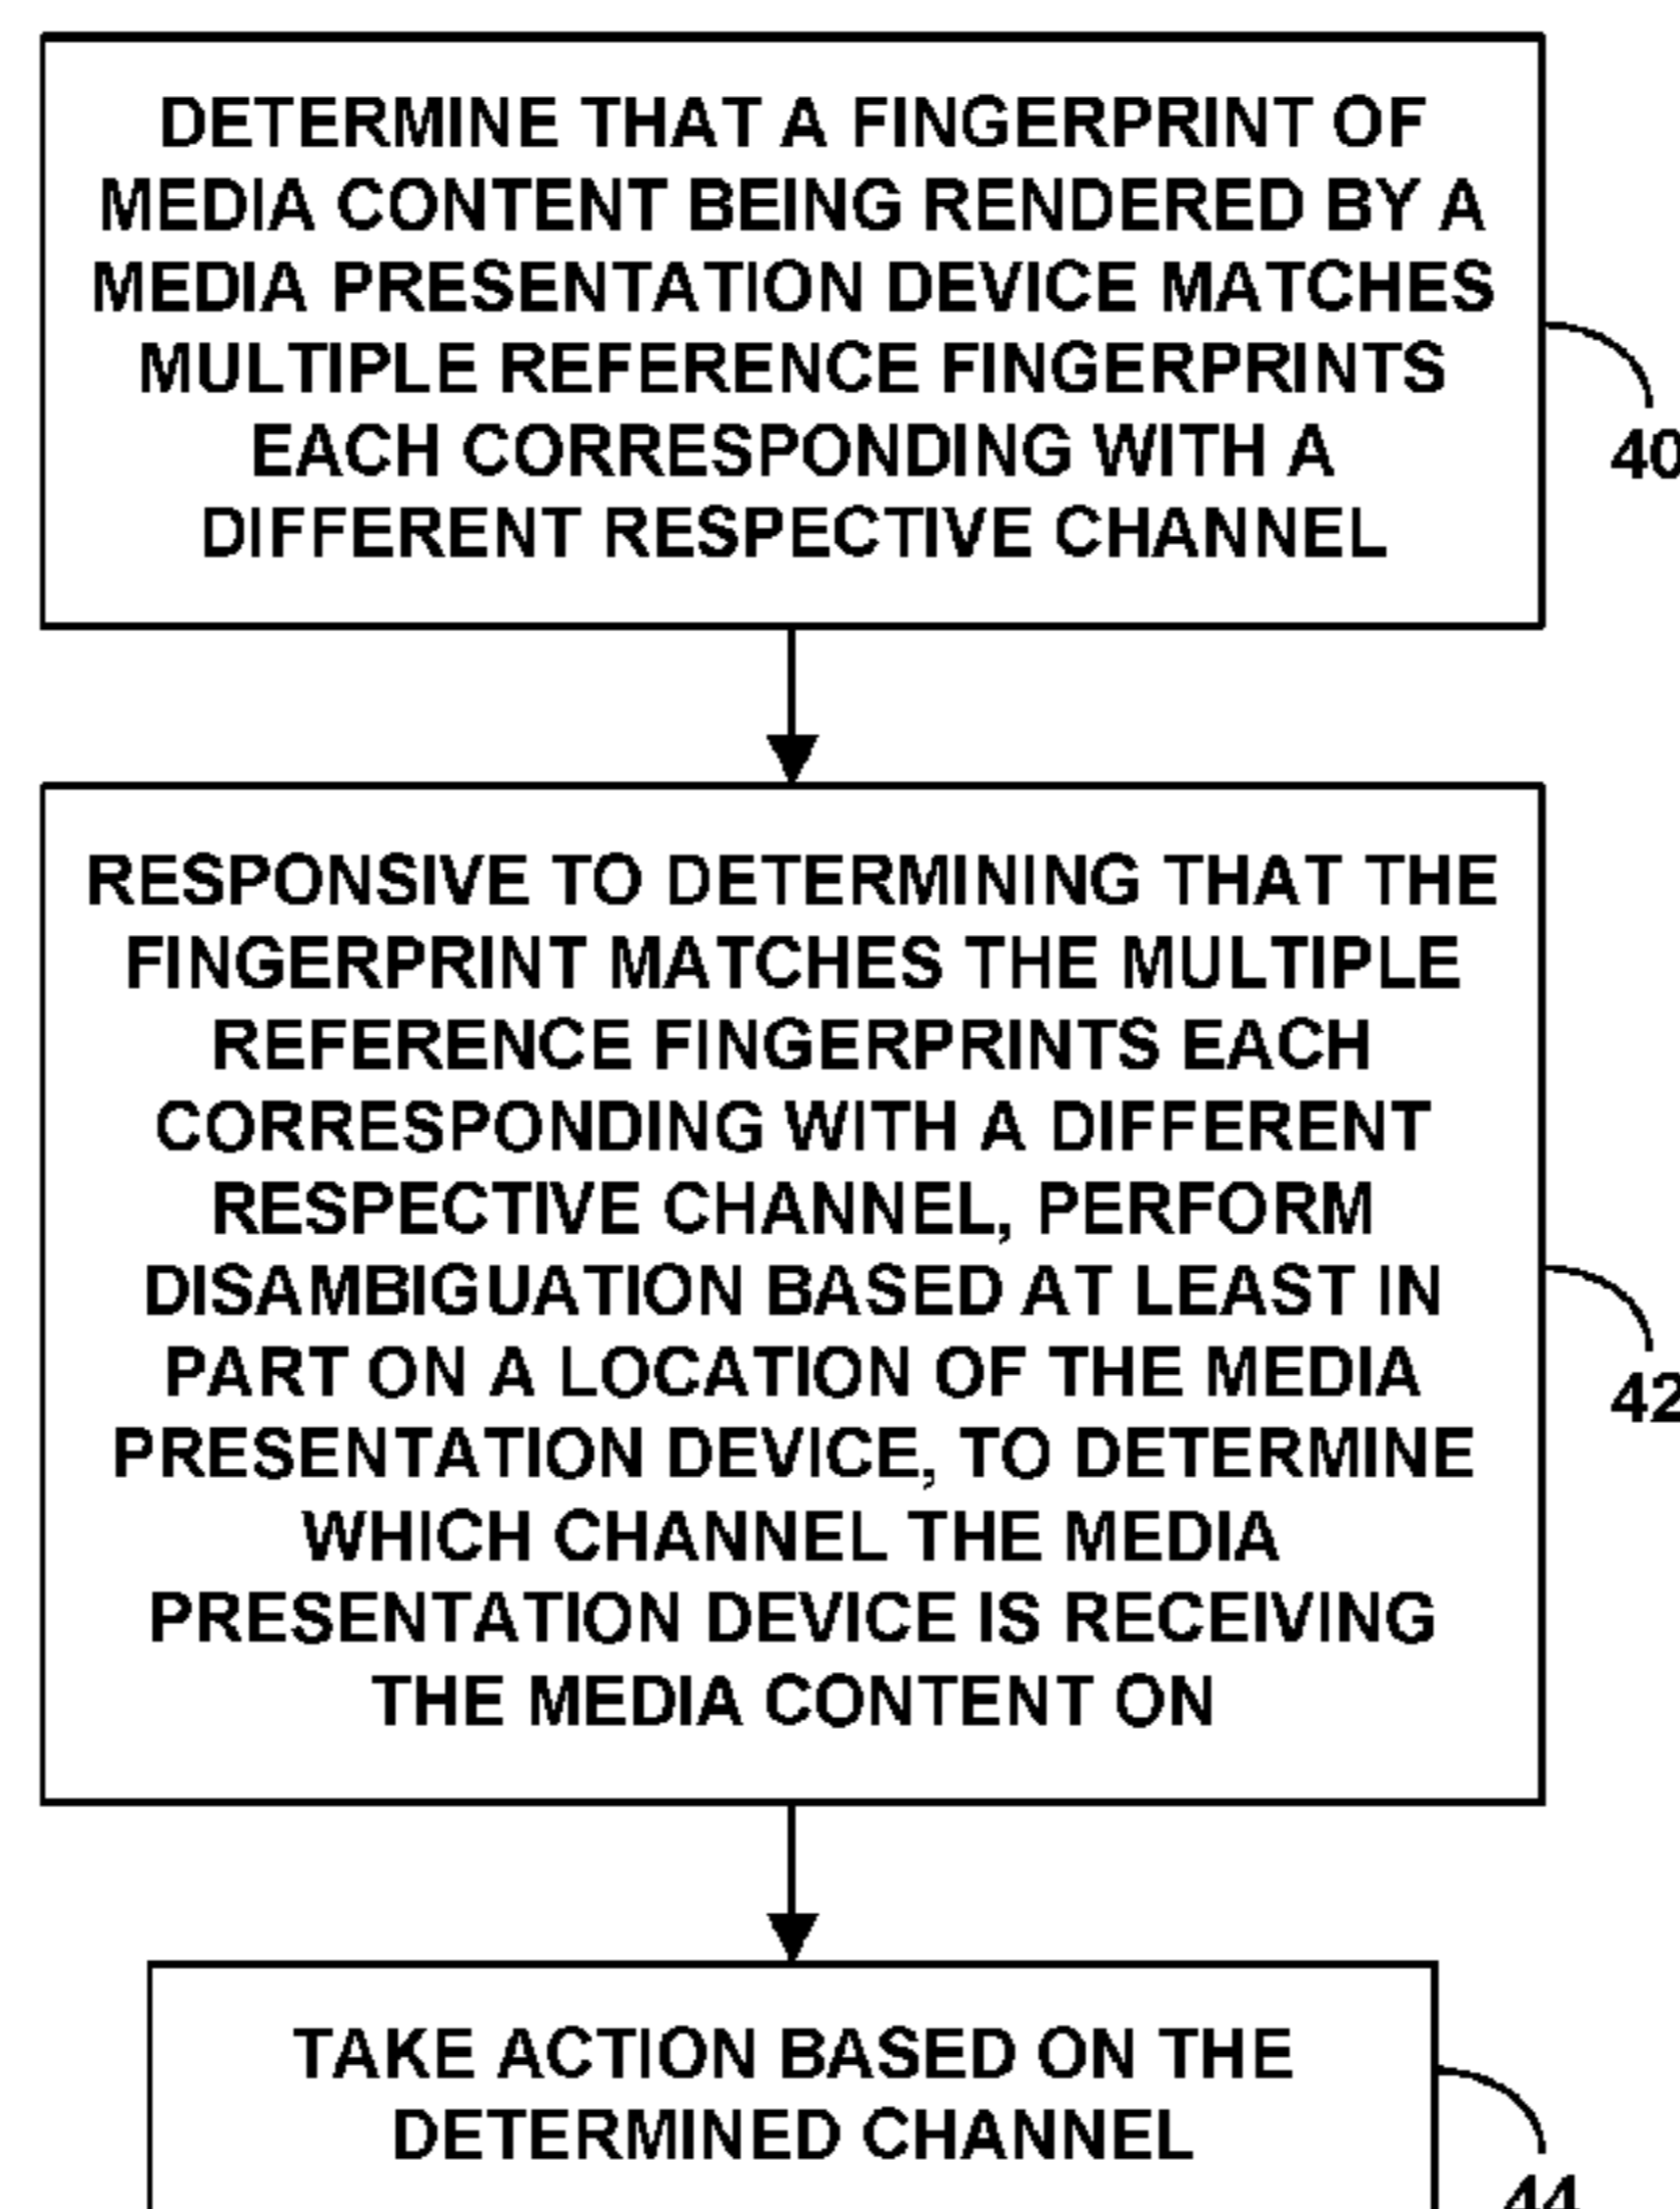 DETERMINE THAT A FINGERPRINT OF
MEDIA CONTENT BEING RENDERED BY A
MEDIA PRESENTATION DEVICE MATCHES
MULTIPLE REFERENCE FINGERPRINTS
EACH CORRESPONDING WITH A
DIFFERENT RESPECTIVE CHANNEL
40
RESPONSIVE TO DETERMINING THAT THE
FINGERPRINT MATCHES THE MULTIPLE
REFERENCE FINGERPRINTS EACH
CORRESPONDING WITH A DIFFERENT
RESPECTIVE CHANNEL, PERFORM
DISAMBIGUATION BASED AT LEAST IN
PART ON A LOCATION OF THE MEDIA
PRESENTATION DEVICE, TO DETERMINE
WHICH CHANNEL THE MEDIA
PRESENTATION DEVICE IS RECEIVING
THE MEDIA CONTENT ON
42
TAKE ACTION BASED ON THE
DETERMINED CHANNEL
44